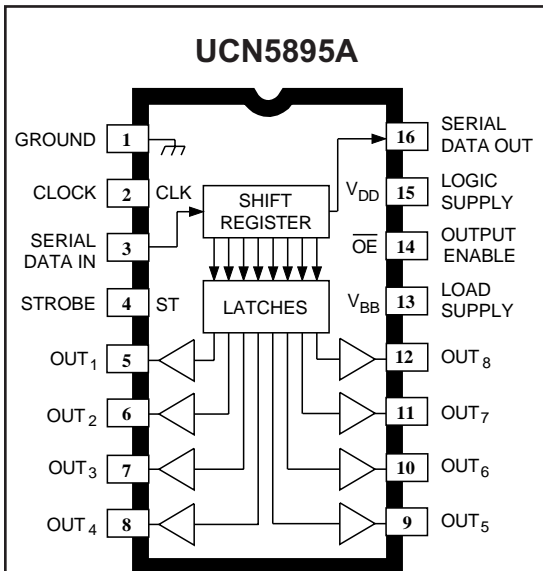 UCN5895A
GROUND
1
CLOCK
2
CLK
SERIAL
DATA IN
3
STROBE
4
ST
OUT1
5
OUT2
6
OUT3
7
OUT4
8
SHIFT
REGISTER
LATCHES
16
SERIAL
DATA OUT
VDD
15
LOGIC
SUPPLY
OE
14
OUTPUT
ENABLE
VBB
13
LOAD
SUPPLY
12
OUT8
11
OUT7
10
OUT6
9
OUT5